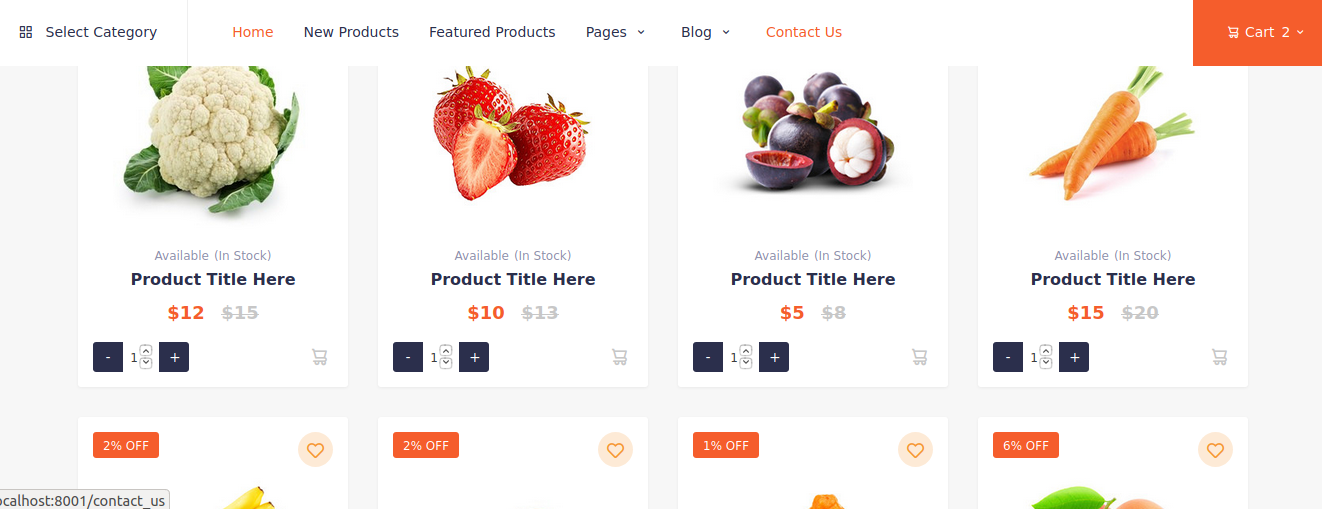 Select Category Home New Products Featured Products Pages Blog Contact Us Cart 2
Available (In Stock) Available (In Stock) Available (In Stock) Available (In Stock)
Product Title Here Product Title Here Product Title Here Product Title Here
$12 $15 $10 $13 $5 $8 $15 $20
- 1 + - 1 + - 1 + - 1 +
2% OFF 2% OFF 1% OFF 6% OFF
ocalhost:8001/contact_us